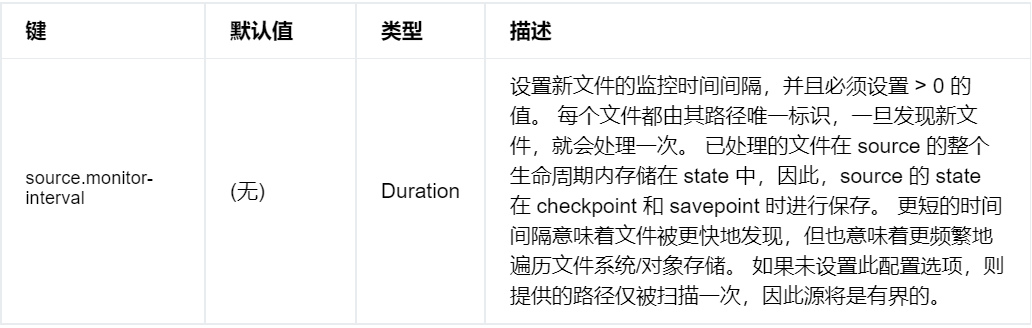 键 默认值 类型 描述
设置新文件的监控时间间隔，并且必须设置 > 0 的
值。 每个文件都由其路径唯一标识，一旦发现新文
件，就会处理一次。 已处理的文件在 source 的整个
生命周期内存储在 state 中，因此，source 的 state
source.monitor-
interval
(无)
Duration
在 checkpoint 和 savepoint 时进行保存。 更短的时间
间隔意味着文件被更快地发现，但也意味着更频繁地
遍历文件系统/对象存储。 如果未设置此配置选项，则
提供的路径仅被扫描一次，因此源将是有界的。